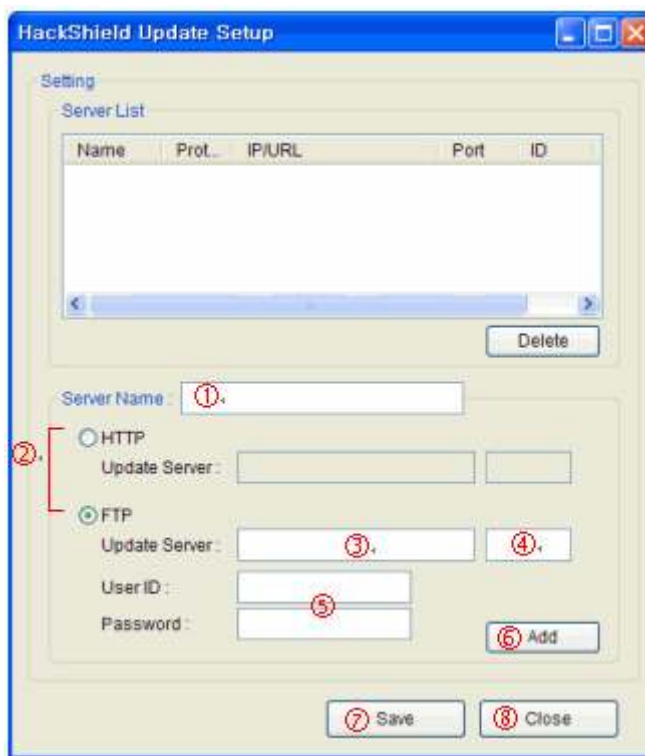 HackShield Update Setup
Setting
Server List
Name Prot... IP/URL Port ID
Delete
Server Name : ①
② HTTP
Update Server :
FTP
Update Server : ③ ④
User ID :
⑤
Password :
⑥ Add
⑦ Save ⑧ Close